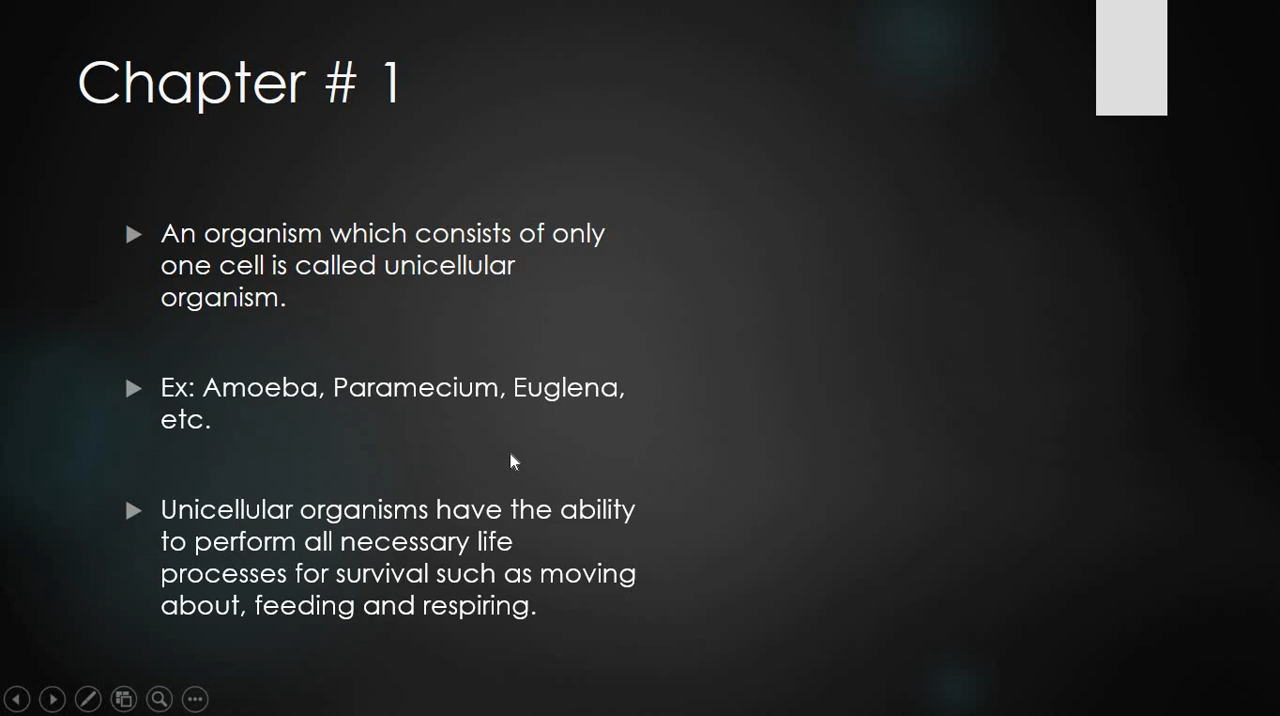 Chapter # 1
An organism which consists of only
one cell is called unicellular
organism.
Ex: Amoeba, Paramecium, Euglena,
etc.
Unicellular organisms have the ability
to perform all necessary life
processes for survival such as moving
about, feeding and respiring.